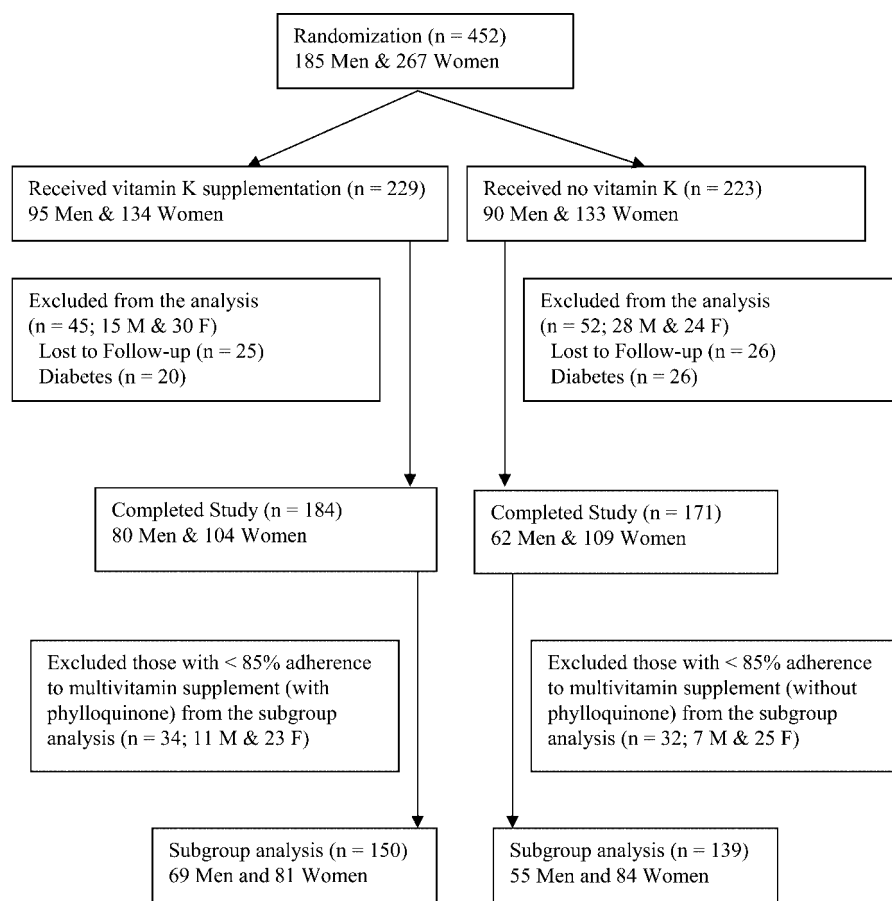 Randomization (n = 452)
185 Men & 267 Women
Received vitamin K supplementation (n = 229)
95 Men & 134 Women
Received no vitamin K (n = 223)
90 Men & 133 Women
Excluded from the analysis
(n = 45; 15 M & 30 F)
Lost to Follow-up (n = 25)
Diabetes (n = 20)
Excluded from the analysis
(n = 52; 28 M & 24 F)
Lost to Follow-up (n = 26)
Diabetes (n = 26)
Completed Study (n = 184)
80 Men & 104 Women
Completed Study (n = 171)
62 Men & 109 Women
Excluded those with < 85% adherence
to multivitamin supplement (with
phylloquinone) from the subgroup
analysis (n = 34; 11 M & 23 F)
Excluded those with < 85% adherence
to multivitamin supplement (without
phylloquinone) from the subgroup
analysis (n = 32; 7 M & 25 F)
Subgroup analysis (n = 150)
69 Men and 81 Women
Subgroup analysis (n = 139)
55 Men and 84 Women